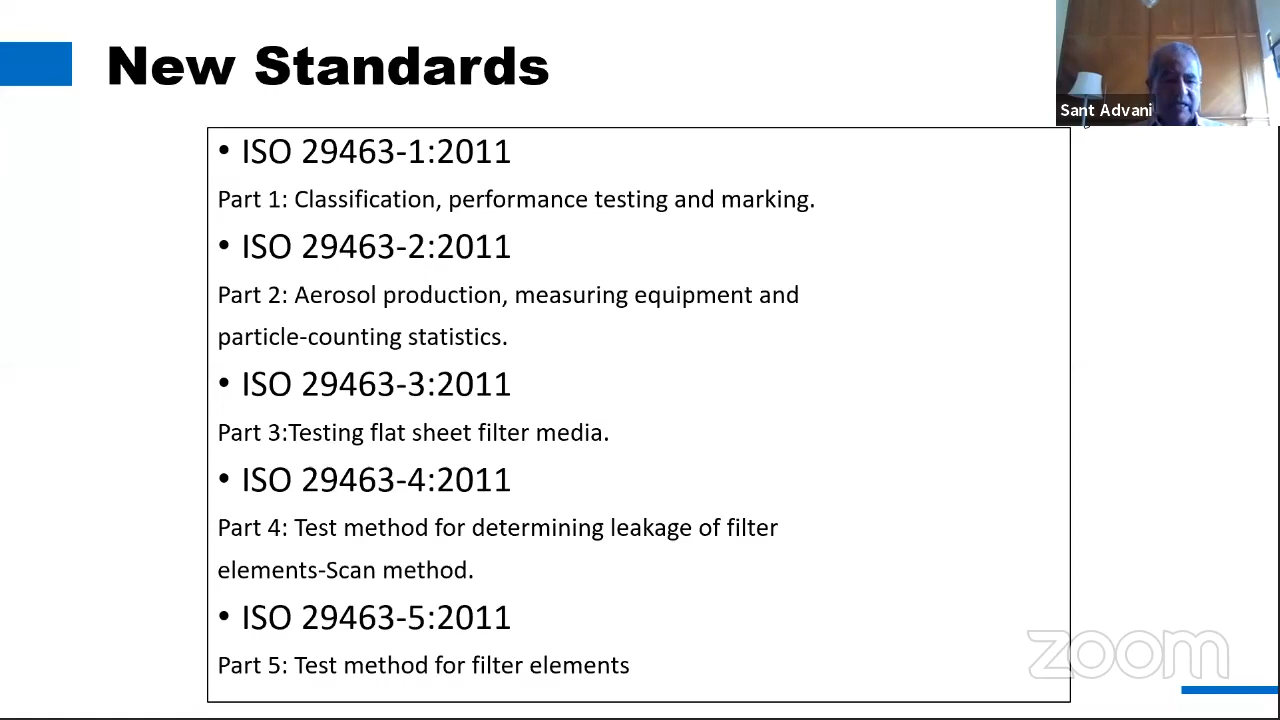 New Standards
Sant Advani
• ISO 29463-1:2011
Part 1: Classification, performance testing and marking.
• ISO 29463-2:2011
Part 2: Aerosol production, measuring equipment and
particle-counting statistics.
• ISO 29463-3:2011
Part 3:Testing flat sheet filter media.
• ISO 29463-4:2011
Part 4: Test method for determining leakage of filter
elements-Scan method.
• ISO 29463-5:2011
Part 5: Test method for filter elements
zoom